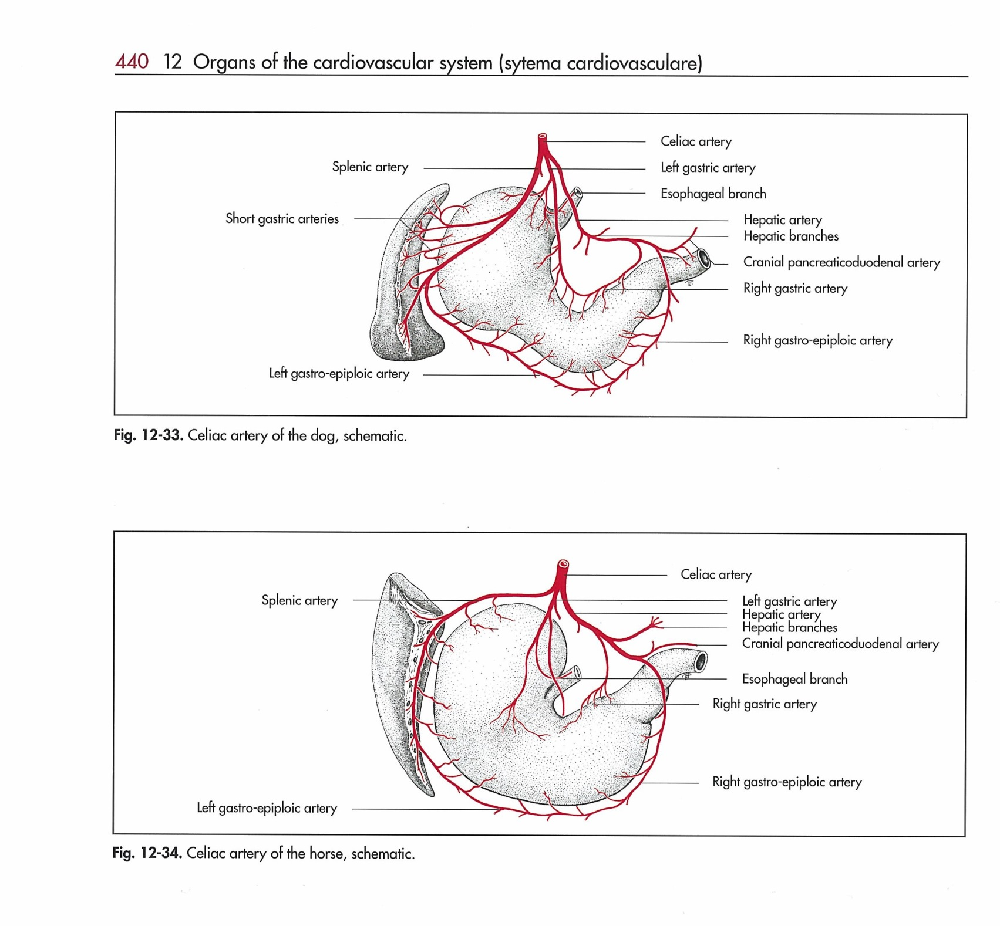 440 12 Organs of the cardiovascular system (sytema cardiovasculare)
Celiac artery
Splenic artery
Left gastric artery
Esophageal branch
Short gastric arteries
Hepatic artery
Hepatic branches
Cranial pancreaticoduodenal artery
Right gastric artery
Right gastro-epiploic artery
Left gastro-epiploic artery
Fig. 12-33. Celiac artery of the dog, schematic.
Celiac artery
Splenic artery
Left gastric artery
Hepatic artery
Hepatic branches
Cranial pancreaticoduodenal artery
Esophageal branch
Right gastric artery
Right gastro-epiploic artery
Left gastro-epiploic artery
Fig. 12-34. Celiac artery of the horse, schematic.